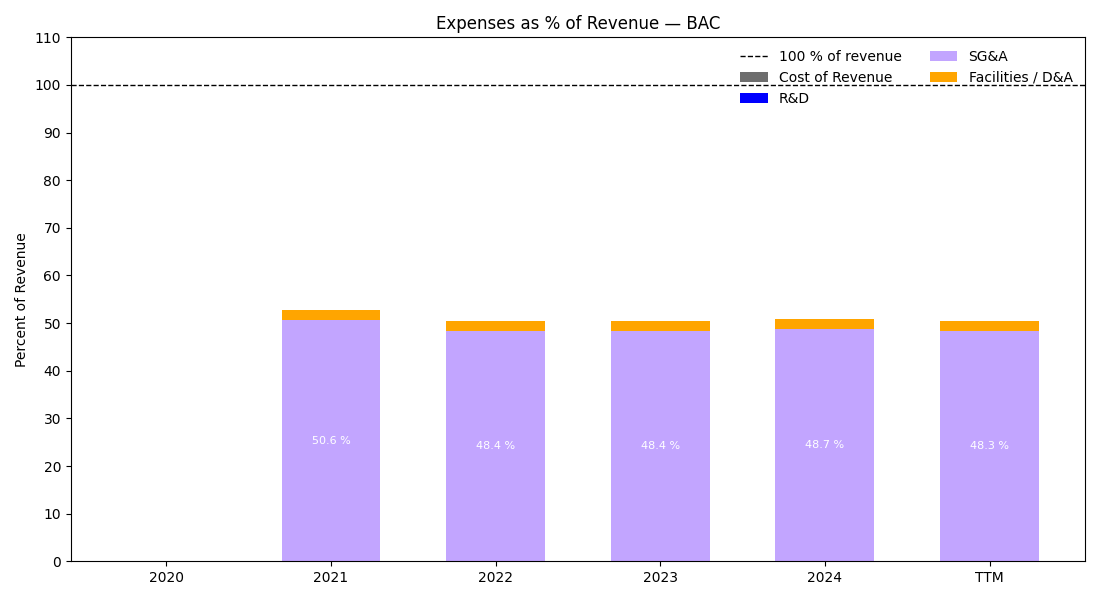 Expenses as % of Revenue — BAC
110
100
90
80
70
60
50
40
30
20
10
0
Percent of Revenue
100 % of revenue
Cost of Revenue
R&D
SG&A
Facilities / D&A
50.6 %
48.4 %
48.4 %
48.7 %
48.3 %
2020
2021
2022
2023
2024
TTM